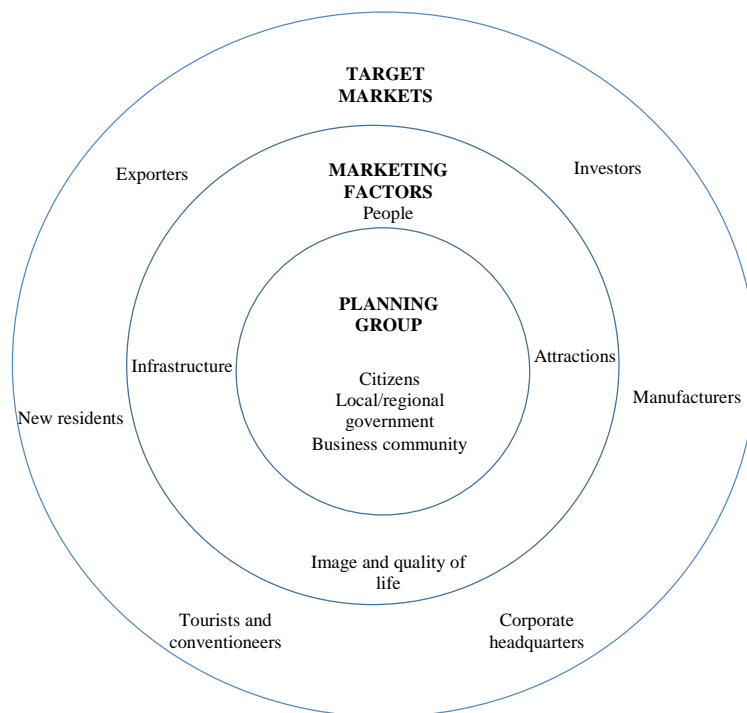 TARGET
MARKETS
Exporters
Investors
MARKETING
FACTORS
People
PLANNING
GROUP
Infrastructure
Attractions
Citizens
Local/regional
government
Business community
New residents
Manufacturers
Image and quality of
life
Tourists and
conventioneers
Corporate
headquarters